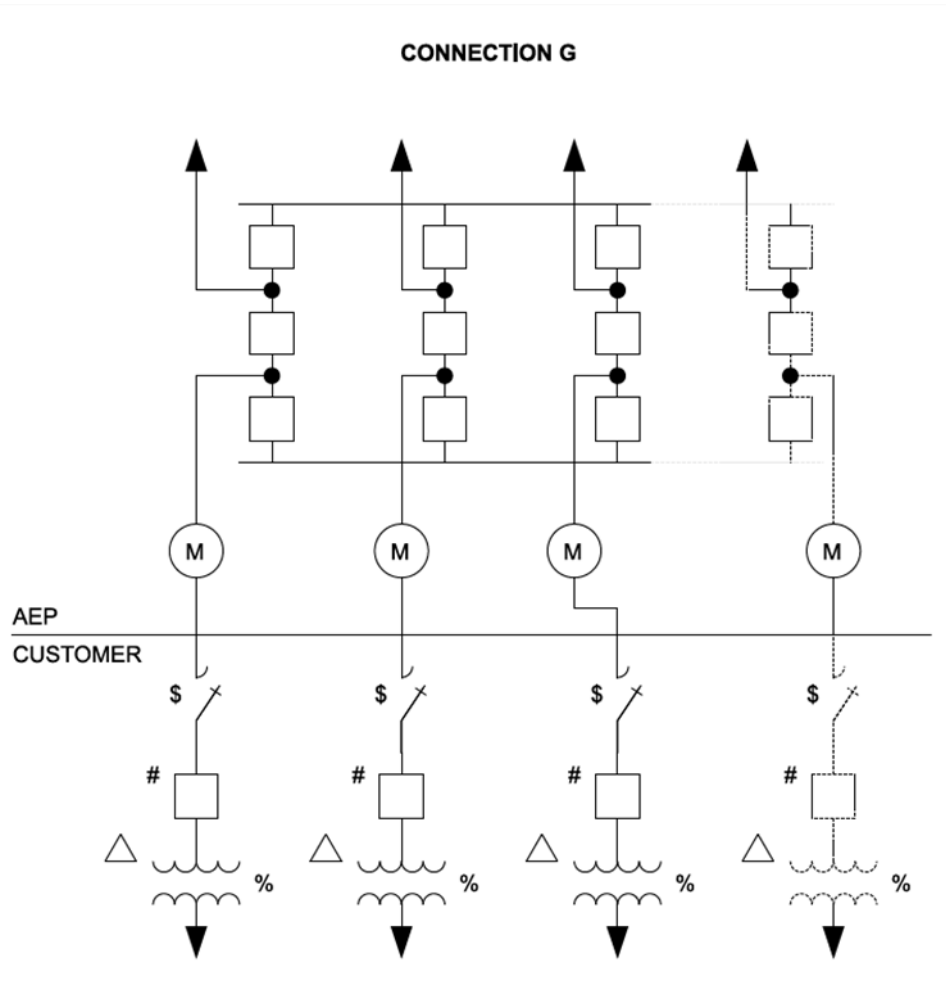 CONNECTION G
M M M M
AEP
CUSTOMER
$ $ $ $
# # # #
% % % %